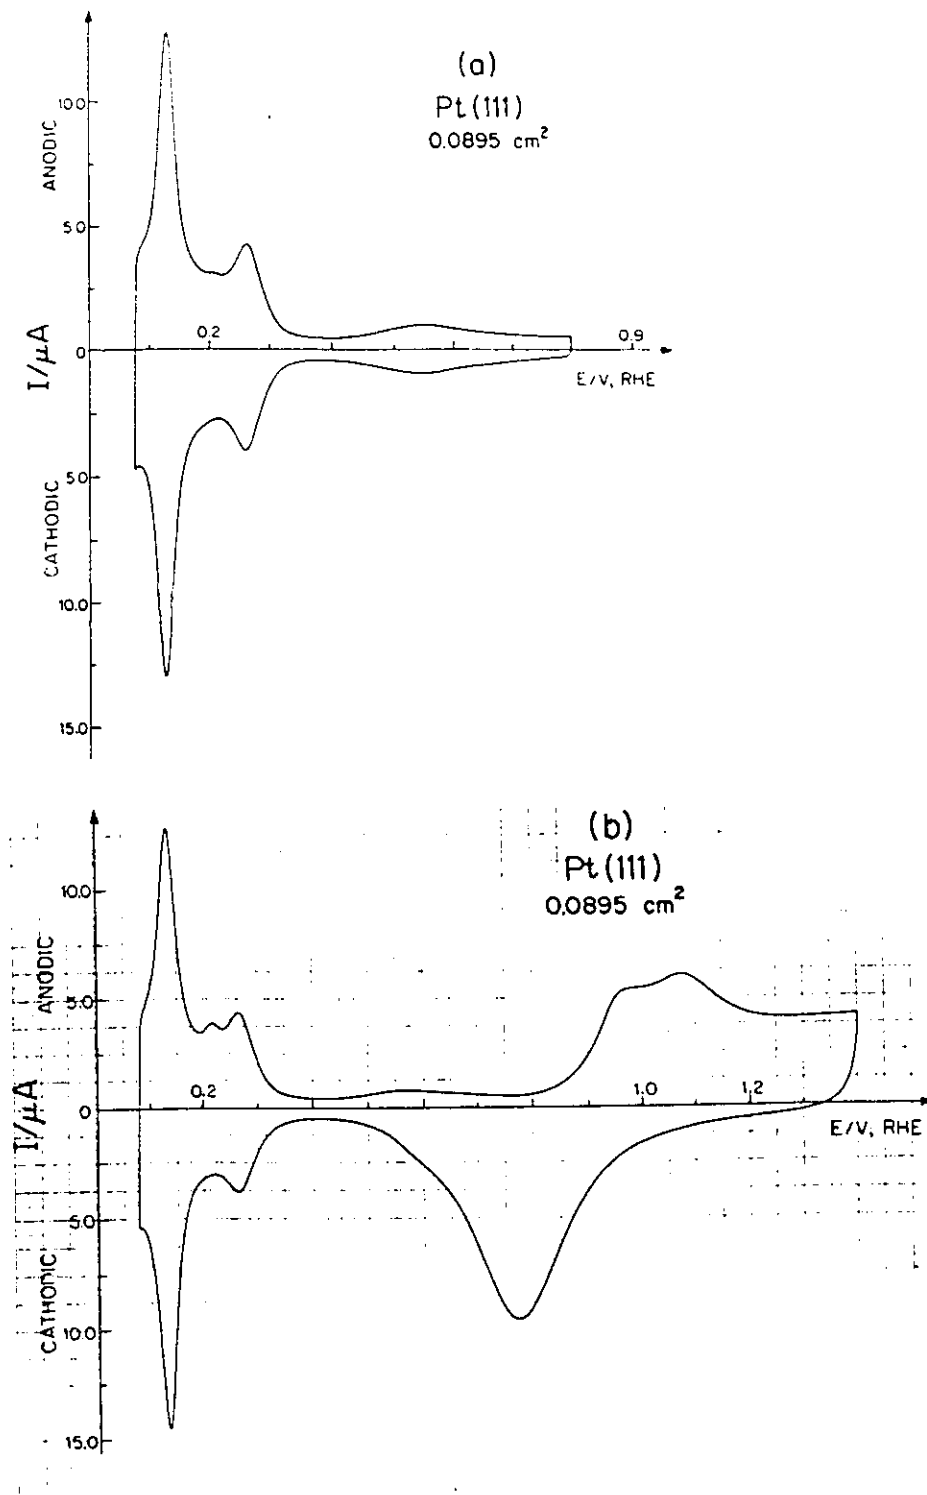 (a)
Pt(111)
0.0895 cm²
10.0
ANODIC
5.0
0.2
0.9
I/μA
0
E/V, RHE
5.0
CATHODIC
10.0
15.0
(b)
Pt(111)
0.0895 cm²
10.0
ANODIC
5.0
0.2
1.0
1.2
I/μA
0
E/V, RHE
5.0
CATHODIC
10.0
15.0